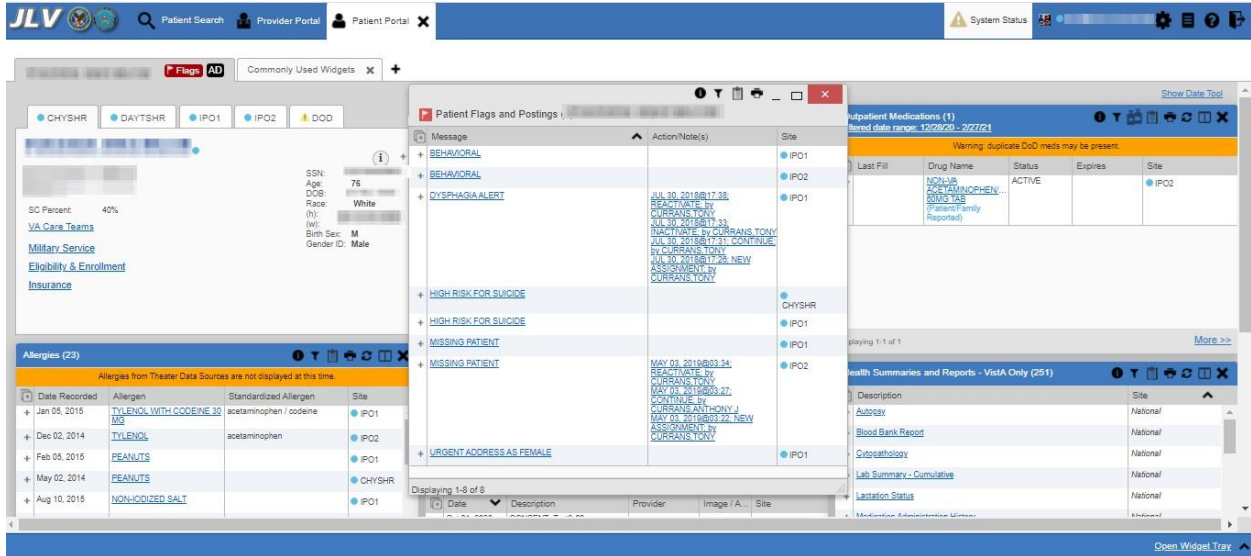 JLV Patient Search Provider Portal Patient Portal System Status
Flags AD Commonly Used Widgets
Show Date Tool
CHYSHR DAYTSHR IPO1 IPO2 DOD
SSN:
Age: 76
DOB:
Race: White
(h):
(w):
Birth Sex: M
Gender ID: Male
SC Percent: 40%
VA Care Teams
Military Service
Eligibility & Enrollment
Insurance
Patient Flags and Postings
Message Action/Note(s) Site
BEHAVIORAL IPO1
BEHAVIORAL IPO2
DYSPHAGIA ALERT IPO1
JUL 30, 2018@17:38;
REACTIVATE; by
CURRANS,TONY
JUL 30, 2018@17:33;
INACTIVATE; by CURRANS,TONY
JUL 30, 2018@17:31; CONTINUE;
by CURRANS,TONY
JUL 30, 2018@17:26; NEW
ASSIGNMENT; by
CURRANS,TONY
HIGH RISK FOR SUICIDE CHYSHR
HIGH RISK FOR SUICIDE IPO1
MISSING PATIENT IPO1
MISSING PATIENT IPO2
MAY 03, 2019@03:34;
REACTIVATE; by
CURRANS,TONY
MAY 03, 2019@03:27;
CONTINUE; by
CURRANS,ANTHONY J
MAY 03, 2019@03:22; NEW
ASSIGNMENT; by
CURRANS,TONY
URGENT ADDRESS AS FEMALE IPO1
Displaying 1-8 of 8
Date Description Provider Image / A... Site
utpatient Medications (1)
ltered date range: 12/28/20 - 2/27/21
Warning: duplicate DoD meds may be present.
Last Fill Drug Name Status Expires Site
NON-VA ACTIVE IPO2
ACETAMINOPHEN/...
60MG TAB
(Patient/Family
Reported)
playing 1-1 of 1 More >>
Allergies (23)
Allergies from Theater Data Sources are not displayed at this time.
Date Recorded Allergen Standardized Allergen Site
Jan 05, 2015 TYLENOL WITH CODEINE 30 acetaminophen / codeine IPO1
MG
Dec 02, 2014 TYLENOL acetaminophen IPO2
Feb 05, 2015 PEANUTS IPO1
May 02, 2014 PEANUTS CHYSHR
Aug 10, 2015 NON-IODIZED SALT IPO1
ealth Summaries and Reports - VistA Only (251)
Description Site
Autopsy National
Blood Bank Report National
Cytopathology National
Lab Summary - Cumulative National
Lactation Status National
Medication Administration History National
Open Widget Tray